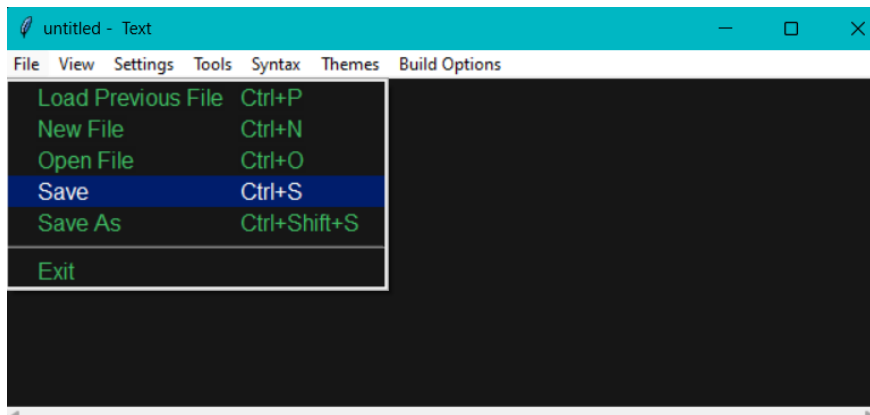 untitled - Text
File View Settings Tools Syntax Themes Build Options
Load Previous File Ctrl+P
New File Ctrl+N
Open File Ctrl+O
Save Ctrl+S
Save As Ctrl+Shift+S
Exit